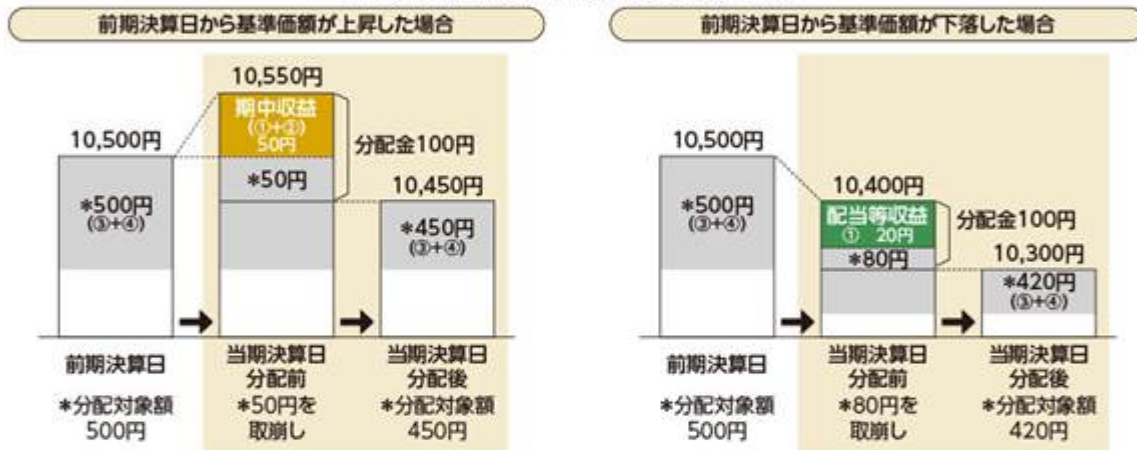 前期決算日から基準価額が上昇した場合
10,550円
期中収益
(①+②)
50円
10,500円
分配金100円
*50円
10,450円
*500円
(③+④)
*450円
(③+④)
前期決算日
当期決算日
分配前
当期決算日
分配後
*分配対象額
500円
*50円を
取崩し
*分配対象額
450円
前期決算日から基準価額が下落した場合
10,500円
10,400円
*500円
(③+④)
配当等収益
① 20円
分配金100円
*80円
10,300円
*420円
(③+④)
前期決算日
当期決算日
分配前
当期決算日
分配後
*分配対象額
500円
*80円を
取崩し
*分配対象額
420円